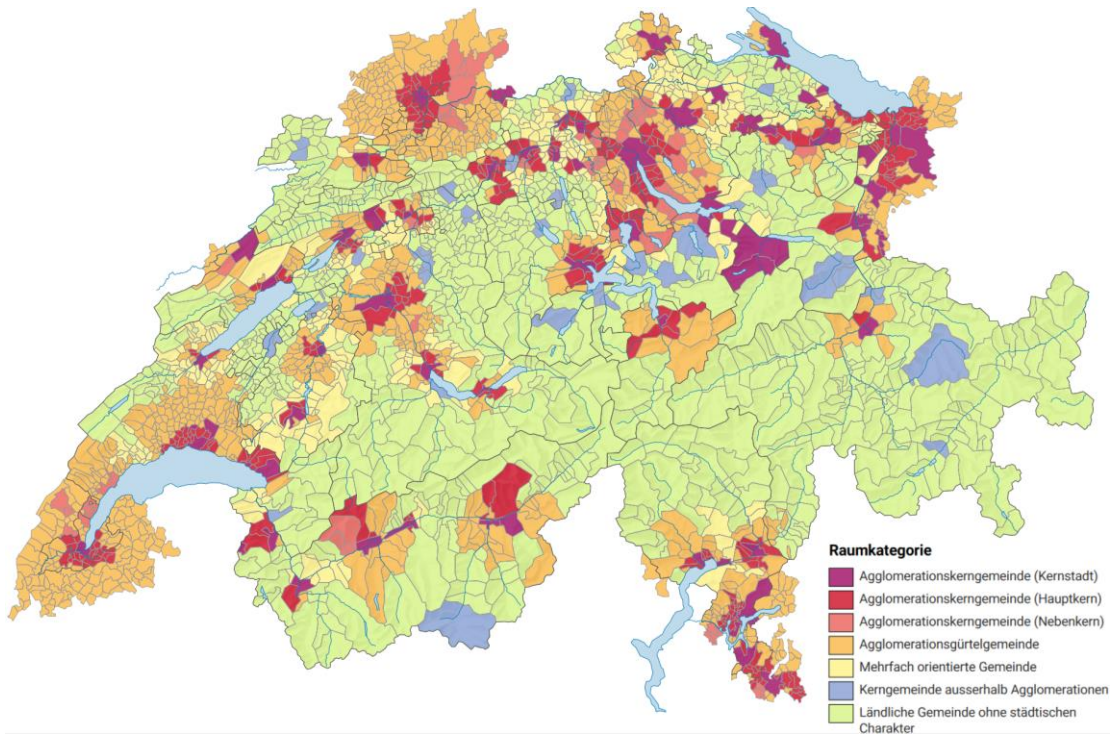 Raumkategorie
Agglomerationskerngemeinde (Kernstadt)
Agglomerationskerngemeinde (Hauptkern)
Agglomerationskerngemeinde (Nebenkern)
Agglomerationsgürtelgemeinde
Mehrfach orientierte Gemeinde
Kerngemeinde ausserhalb Agglomerationen
Ländliche Gemeinde ohne städtischen
Charakter